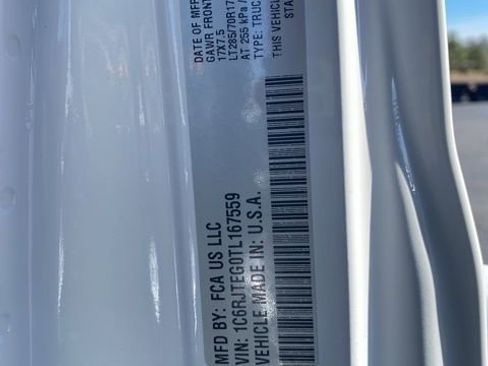 DATE OF MFR
GAWR FRONT
17X7.5
LT285/70R17
AT 255 kPa /
TYPE: TRUC
THIS VEHIC
STA
MFD BY: FCA US LLC
VIN: 1C6RJTEG0TL167559
VEHICLE MADE IN: U.S.A.